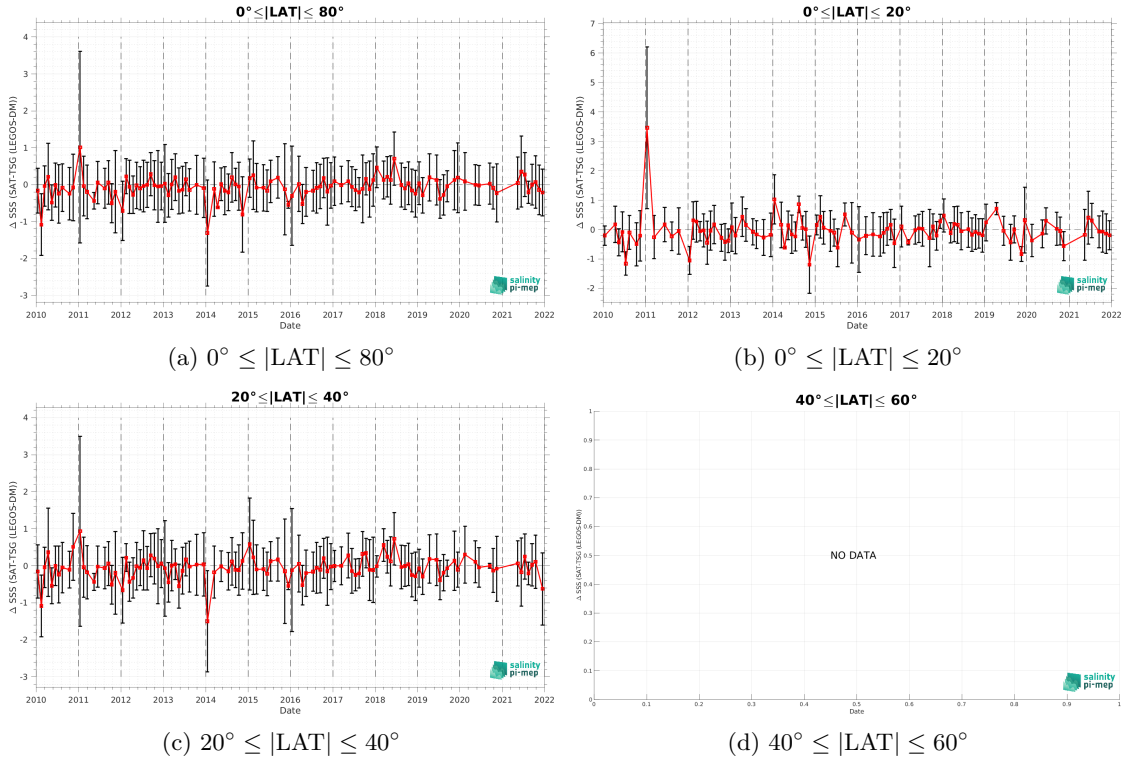 0°≤|LAT|≤ 80°
Δ SSS (SAT-TSG (LEGOS-DM))
4
3
2
1
0
-1
-2
-3
2010 2011 2012 2013 2014 2015 2016 2017 2018 2019 2020 2021 2022
Date
salinity
pi-mep
(a) 0° ≤ |LAT| ≤ 80°
0°≤|LAT|≤ 20°
Δ SSS (SAT-TSG (LEGOS-DM))
7
6
5
4
3
2
1
0
-1
-2
2010 2011 2012 2013 2014 2015 2016 2017 2018 2019 2020 2021 2022
Date
salinity
pi-mep
(b) 0° ≤ |LAT| ≤ 20°
20°≤|LAT|≤ 40°
Δ SSS (SAT-TSG (LEGOS-DM))
4
3
2
1
0
-1
-2
-3
2010 2011 2012 2013 2014 2015 2016 2017 2018 2019 2020 2021 2022
Date
salinity
pi-mep
(c) 20° ≤ |LAT| ≤ 40°
40°≤|LAT|≤ 60°
Δ SSS (SAT-TSG (LEGOS-DM))
1
0.9
0.8
0.7
0.6
0.5
0.4
0.3
0.2
0.1
0
NO DATA
0 0.1 0.2 0.3 0.4 0.5 0.6 0.7 0.8 0.9 1
Date
salinity
pi-mep
(d) 40° ≤ |LAT| ≤ 60°